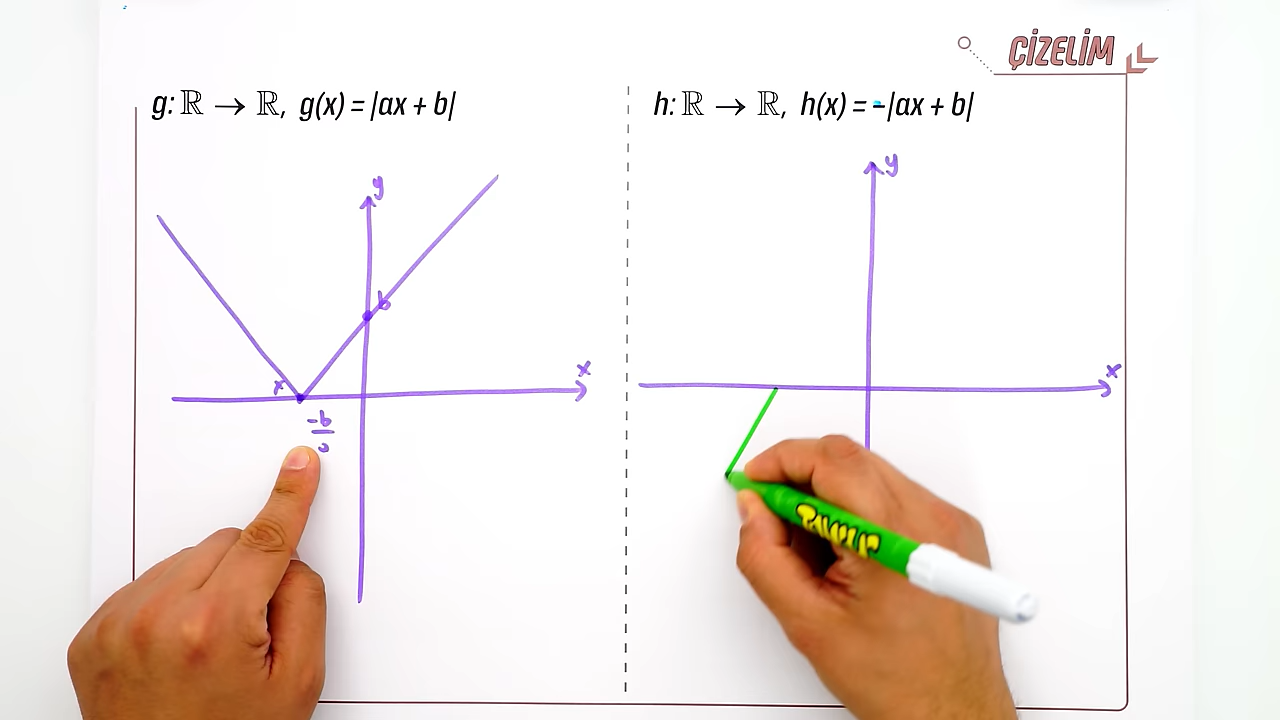 ÇİZELİM
g: ℝ → ℝ, g(x) = |ax + b|
h: ℝ → ℝ, h(x) = -|ax + b|
y
b
x
x
-b
y
x